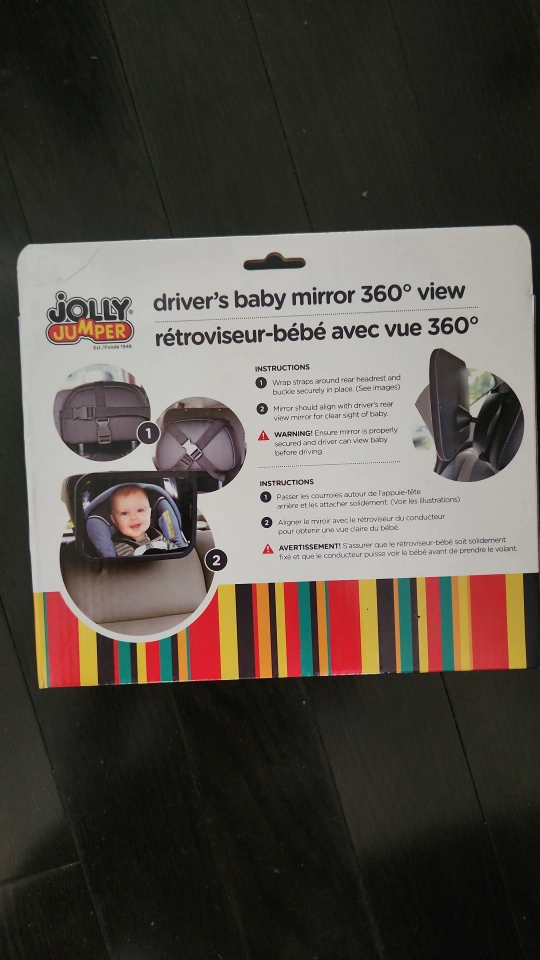 JOLLY®
JUMPER
Est./Fondé 1948
driver's baby mirror 360° view
rétroviseur-bébé avec vue 360°
INSTRUCTIONS
1 Wrap straps around rear headrest and
buckle securely in place. (See images)
2 Mirror should align with driver's rear
view mirror for clear sight of baby.
WARNING! Ensure mirror is properly
secured and driver can view baby
before driving.
1
INSTRUCTIONS
1 Passer les courroies autour de l'appuie-tête
arrière et les attacher solidement. (Voir les illustrations)
2 Aligner le miroir avec le rétroviseur du conducteur
pour obtenir une vue claire du bébé.
AVERTISSEMENT! S'assurer que le rétroviseur-bébé soit solidement
fixé et que le conducteur puisse voir le bébé avant de prendre le volant.
2